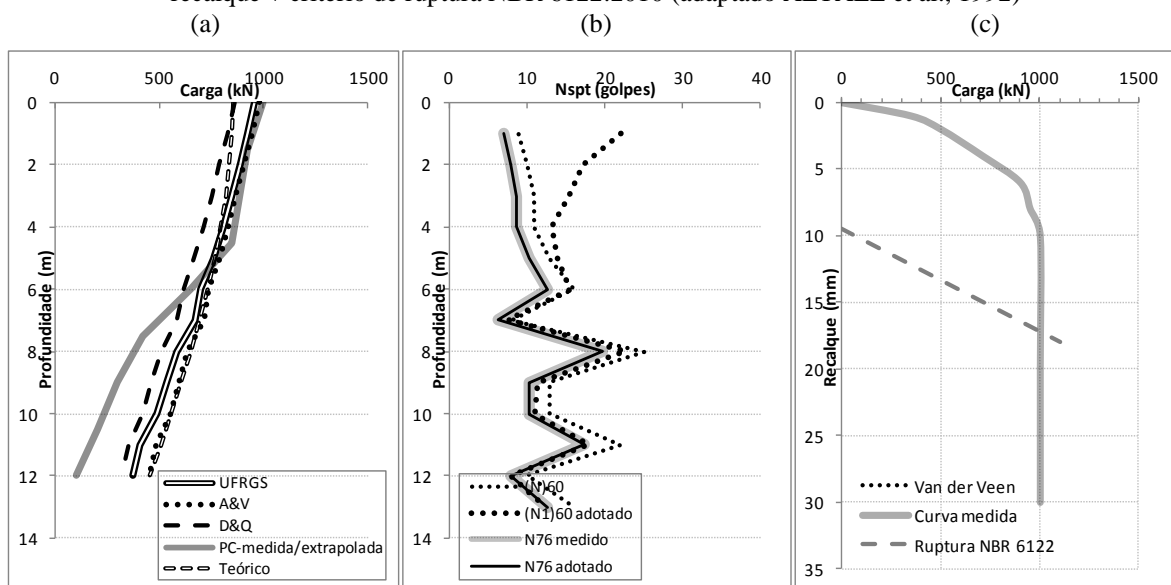 recalque v critério de ruptura NBR 6122:2010 (adaptado ALTAEE et al., 1992)
(a) (b) (c)
0 500 1000 1500
Carga (kN)
0
2
4
6
8
10
12
14
Profundidade (m)
UFRGS
A&V
D&Q
PC-medida/extrapolada
Teórico
0 10 20 30 40
Nspt (golpes)
0
2
4
6
8
10
12
14
Profundidade (m)
(N)60
(N1)60 adotado
N76 medido
N76 adotado
0 500 1000 1500
Carga (kN)
0
5
10
15
20
25
30
35
Recalque (mm)
Van der Veen
Curva medida
Ruptura NBR 6122